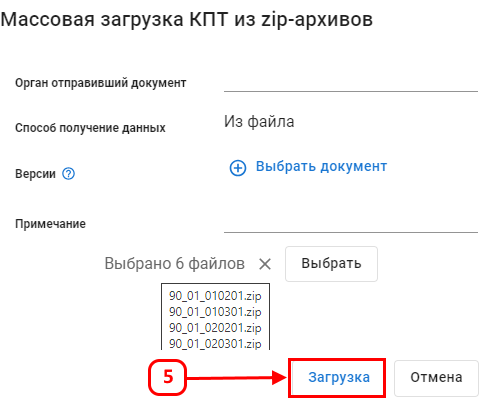 Массовая загрузка КПТ из zip-архивов
Орган отправивший документ
Способ получение данных Из файла
Версии ? Выбрать документ
Примечание
Выбрано 6 файлов × Выбрать
90_01_010201.zip
90_01_010301.zip
90_01_020201.zip
90_01_020301.zip
5 Загрузка Отмена